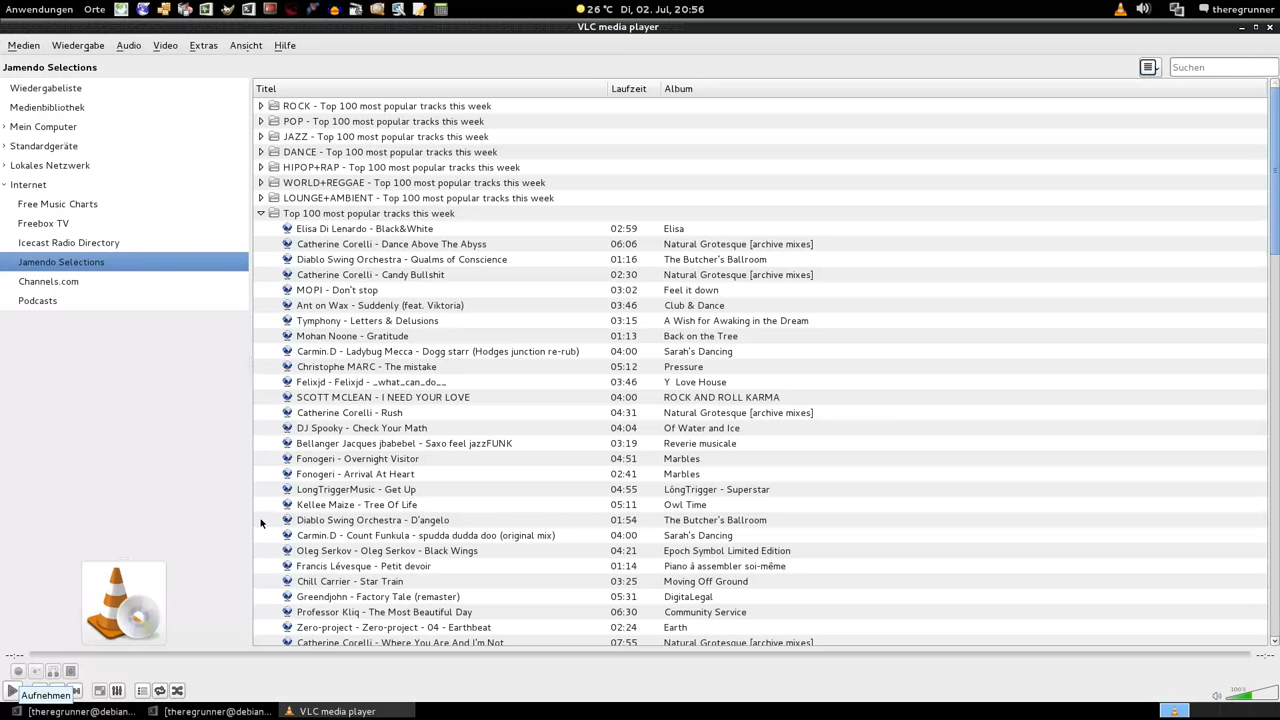 Anwendungen Orte 26 °C Di, 02. Jul, 20:56 theregrunner
VLC media player
Medien Wiedergabe Audio Video Extras Ansicht Hilfe
Jamendo Selections Suchen
Wiedergabeliste
Medienbibliothek
Mein Computer
Standardgeräte
Lokales Netzwerk
Internet
Free Music Charts
Freebox TV
Icecast Radio Directory
Jamendo Selections
Channels.com
Podcasts
Titel Laufzeit Album
ROCK - Top 100 most popular tracks this week
POP - Top 100 most popular tracks this week
JAZZ - Top 100 most popular tracks this week
DANCE - Top 100 most popular tracks this week
HIPOP+RAP - Top 100 most popular tracks this week
WORLD+REGGAE - Top 100 most popular tracks this week
LOUNGE+AMBIENT - Top 100 most popular tracks this week
Top 100 most popular tracks this week
Elisa Di Lenardo - Black&White 02:59 Elisa
Catherine Corelli - Dance Above The Abyss 06:06 Natural Grotesque [archive mixes]
Diablo Swing Orchestra - Qualms of Conscience 01:16 The Butcher's Ballroom
Catherine Corelli - Candy Bullshit 02:30 Natural Grotesque [archive mixes]
MOPI - Don't stop 03:02 Feel it down
Ant on Wax - Suddenly (feat. Viktoria) 03:46 Club & Dance
Tymphony - Letters & Delusions 03:15 A Wish for Awaking in the Dream
Mohan Noone - Gratitude 01:13 Back on the Tree
Carmin.D - Ladybug Mecca - Dogg starr (Hodges junction re-rub) 04:00 Sarah's Dancing
Christophe MARC - The mistake 05:12 Pressure
Felixjd - Felixjd - _what_can_do__ 03:46 Y Love House
SCOTT MCLEAN - I NEED YOUR LOVE 04:00 ROCK AND ROLL KARMA
Catherine Corelli - Rush 04:31 Natural Grotesque [archive mixes]
DJ Spooky - Check Your Math 04:04 Of Water and Ice
Bellanger Jacques jbabebel - Saxo feel jazzFUNK 03:19 Reverie musicale
Fonogeri - Overnight Visitor 04:51 Marbles
Fonogeri - Arrival At Heart 02:41 Marbles
LongTriggerMusic - Get Up 04:55 LóngTrigger - Superstar
Kellee Maize - Tree Of Life 05:11 Owl Time
Diablo Swing Orchestra - D'angelo 01:54 The Butcher's Ballroom
Carmin.D - Count Funkula - spudda dudda doo (original mix) 04:00 Sarah's Dancing
Oleg Serkov - Oleg Serkov - Black Wings 04:21 Epoch Symbol Limited Edition
Francis Lévesque - Petit devoir 01:14 Piano à assembler soi-même
Chill Carrier - Star Train 03:25 Moving Off Ground
Greendjohn - Factory Tale (remaster) 05:31 DigitaLegal
Professor Kliq - The Most Beautiful Day 06:30 Community Service
Zero-project - Zero-project - 04 - Earthbeat 02:24 Earth
Catherine Corelli - Where You Are And I'm Not 07:55 Natural Grotesque [archive mixes]
--:-- --:--
Aufnehmen 100%
[theregrunner@debian... [theregrunner@debian... VLC media player